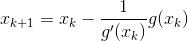 x_{k+1} = x_k - \frac{1}{g'(x_k)} g(x_k)